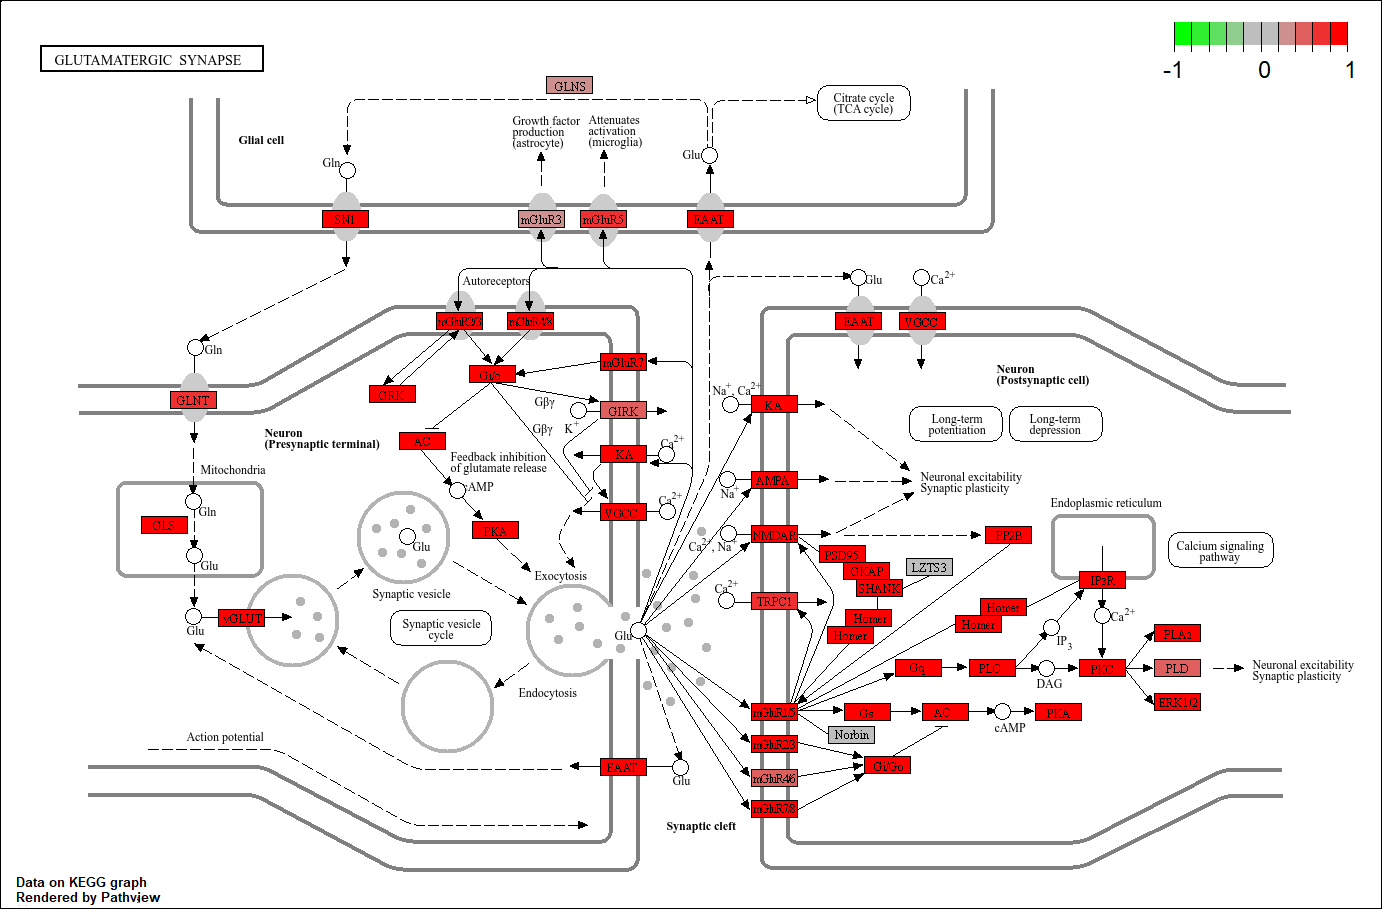 GLUTAMATERGIC SYNAPSE
-1 0 1
GLNS
Citrate cycle
(TCA cycle)
Growth factor
production
(astrocyte)
Attenuates
activation
(microglia)
Glial cell
Gln
Glu
SN1
mGluR3
mGluR5
EAAT
Autoreceptors
Glu
Ca2+
mGluR2/3
mGluR4/8
EAAT
VGCC
Gln
mGluR7
Neuron
(Postsynaptic cell)
Gi/o
GRK
GLNT
Gβγ
GIRK
K+
Na+, Ca2+
KA
Long-term
potentiation
Long-term
depression
Neuron
(Presynaptic terminal)
AC
Gβγ
Ca2+
KA
Feedback inhibition
of glutamate release
Mitochondria
cAMP
Na+
AMPA
Neuronal excitability
Synaptic plasticity
Gln
GLS
Ca2+
VGCC
Endoplasmic reticulum
PKA
Glu
Ca2+, Na+
NMDAR
PP2B
PSD95
GKAP
SHANK
LZTS3
Calcium signaling
pathway
Glu
Exocytosis
IP3R
Synaptic vesicle
Ca2+
TRPC1
Homer
Homer
Homer
Homer
Ca2+
vGLUT
Glu
Synaptic vesicle
cycle
Glu
IP3
PLA2
Gq
PLC
DAG
PKC
PLD
Neuronal excitability
Synaptic plasticity
Endocytosis
ERK1/2
mGluR1/5
Gs
AC
cAMP
PKA
Norbin
Action potential
mGluR23
EAAT
Glu
Gi/Go
mGluR46
mGluR7/8
Synaptic cleft
Data on KEGG graph
Rendered by Pathview